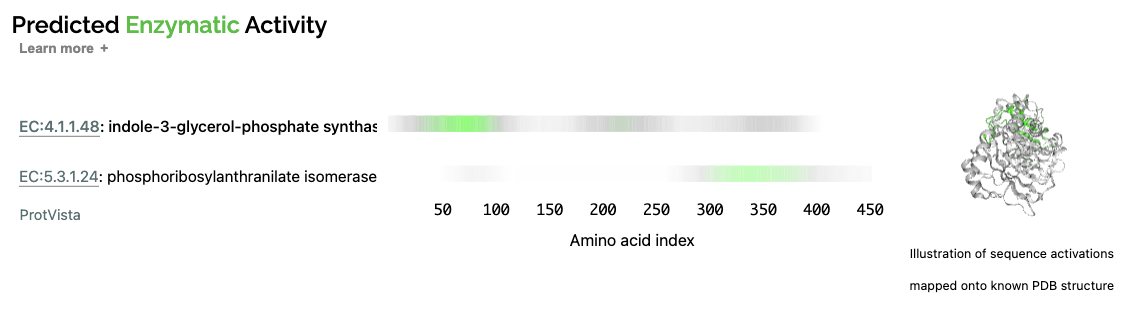 Predicted Enzymatic Activity
Learn more +
EC:4.1.1.48: indole-3-glycerol-phosphate synthas
EC:5.3.1.24: phosphoribosylanthranilate isomerase
ProtVista
50 100 150 200 250 300 350 400 450
Amino acid index
Illustration of sequence activations
mapped onto known PDB structure